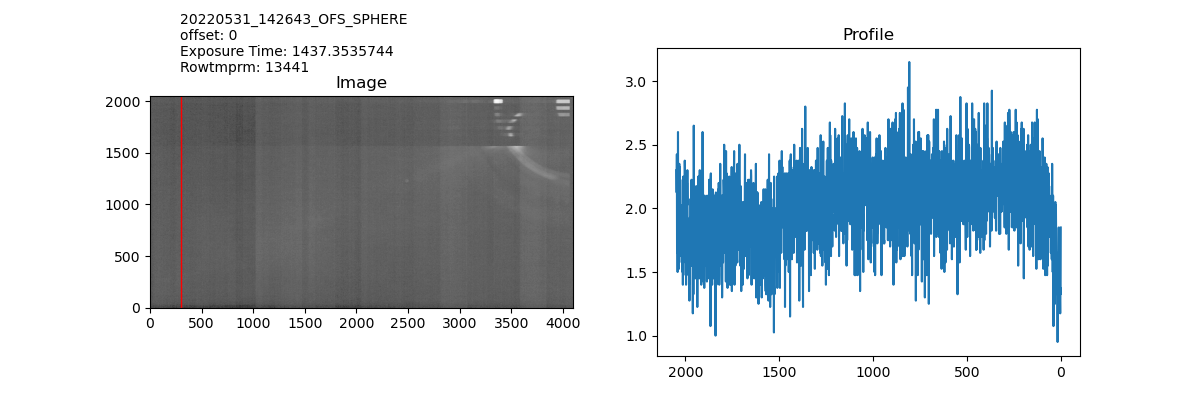 20220531_142643_OFS_SPHERE
offset: 0
Exposure Time: 1437.3535744
Rowtmprm: 13441
Image
2000
1500
1000
500
0
0 500 1000 1500 2000 2500 3000 3500 4000
Profile
3.0
2.5
2.0
1.5
1.0
2000 1500 1000 500 0